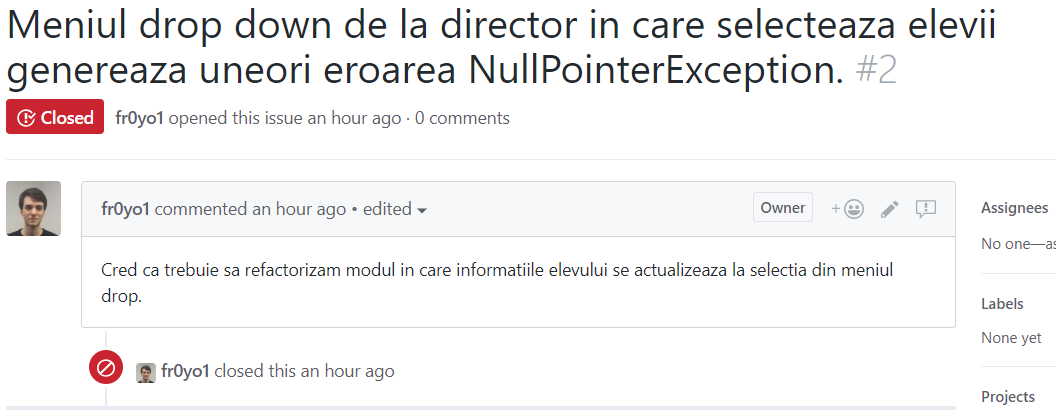 Meniul drop down de la director in care selecteaza elevii
genereaza uneori eroarea NullPointerException. #2
Closed fr0yo1 opened this issue an hour ago · 0 comments
fr0yo1 commented an hour ago • edited
Owner
Cred ca trebuie sa refactorizam modul in care informatiile elevului se actualizeaza la selectia din meniul
drop.
fr0yo1 closed this an hour ago
Assignees
No one—as
Labels
None yet
Projects